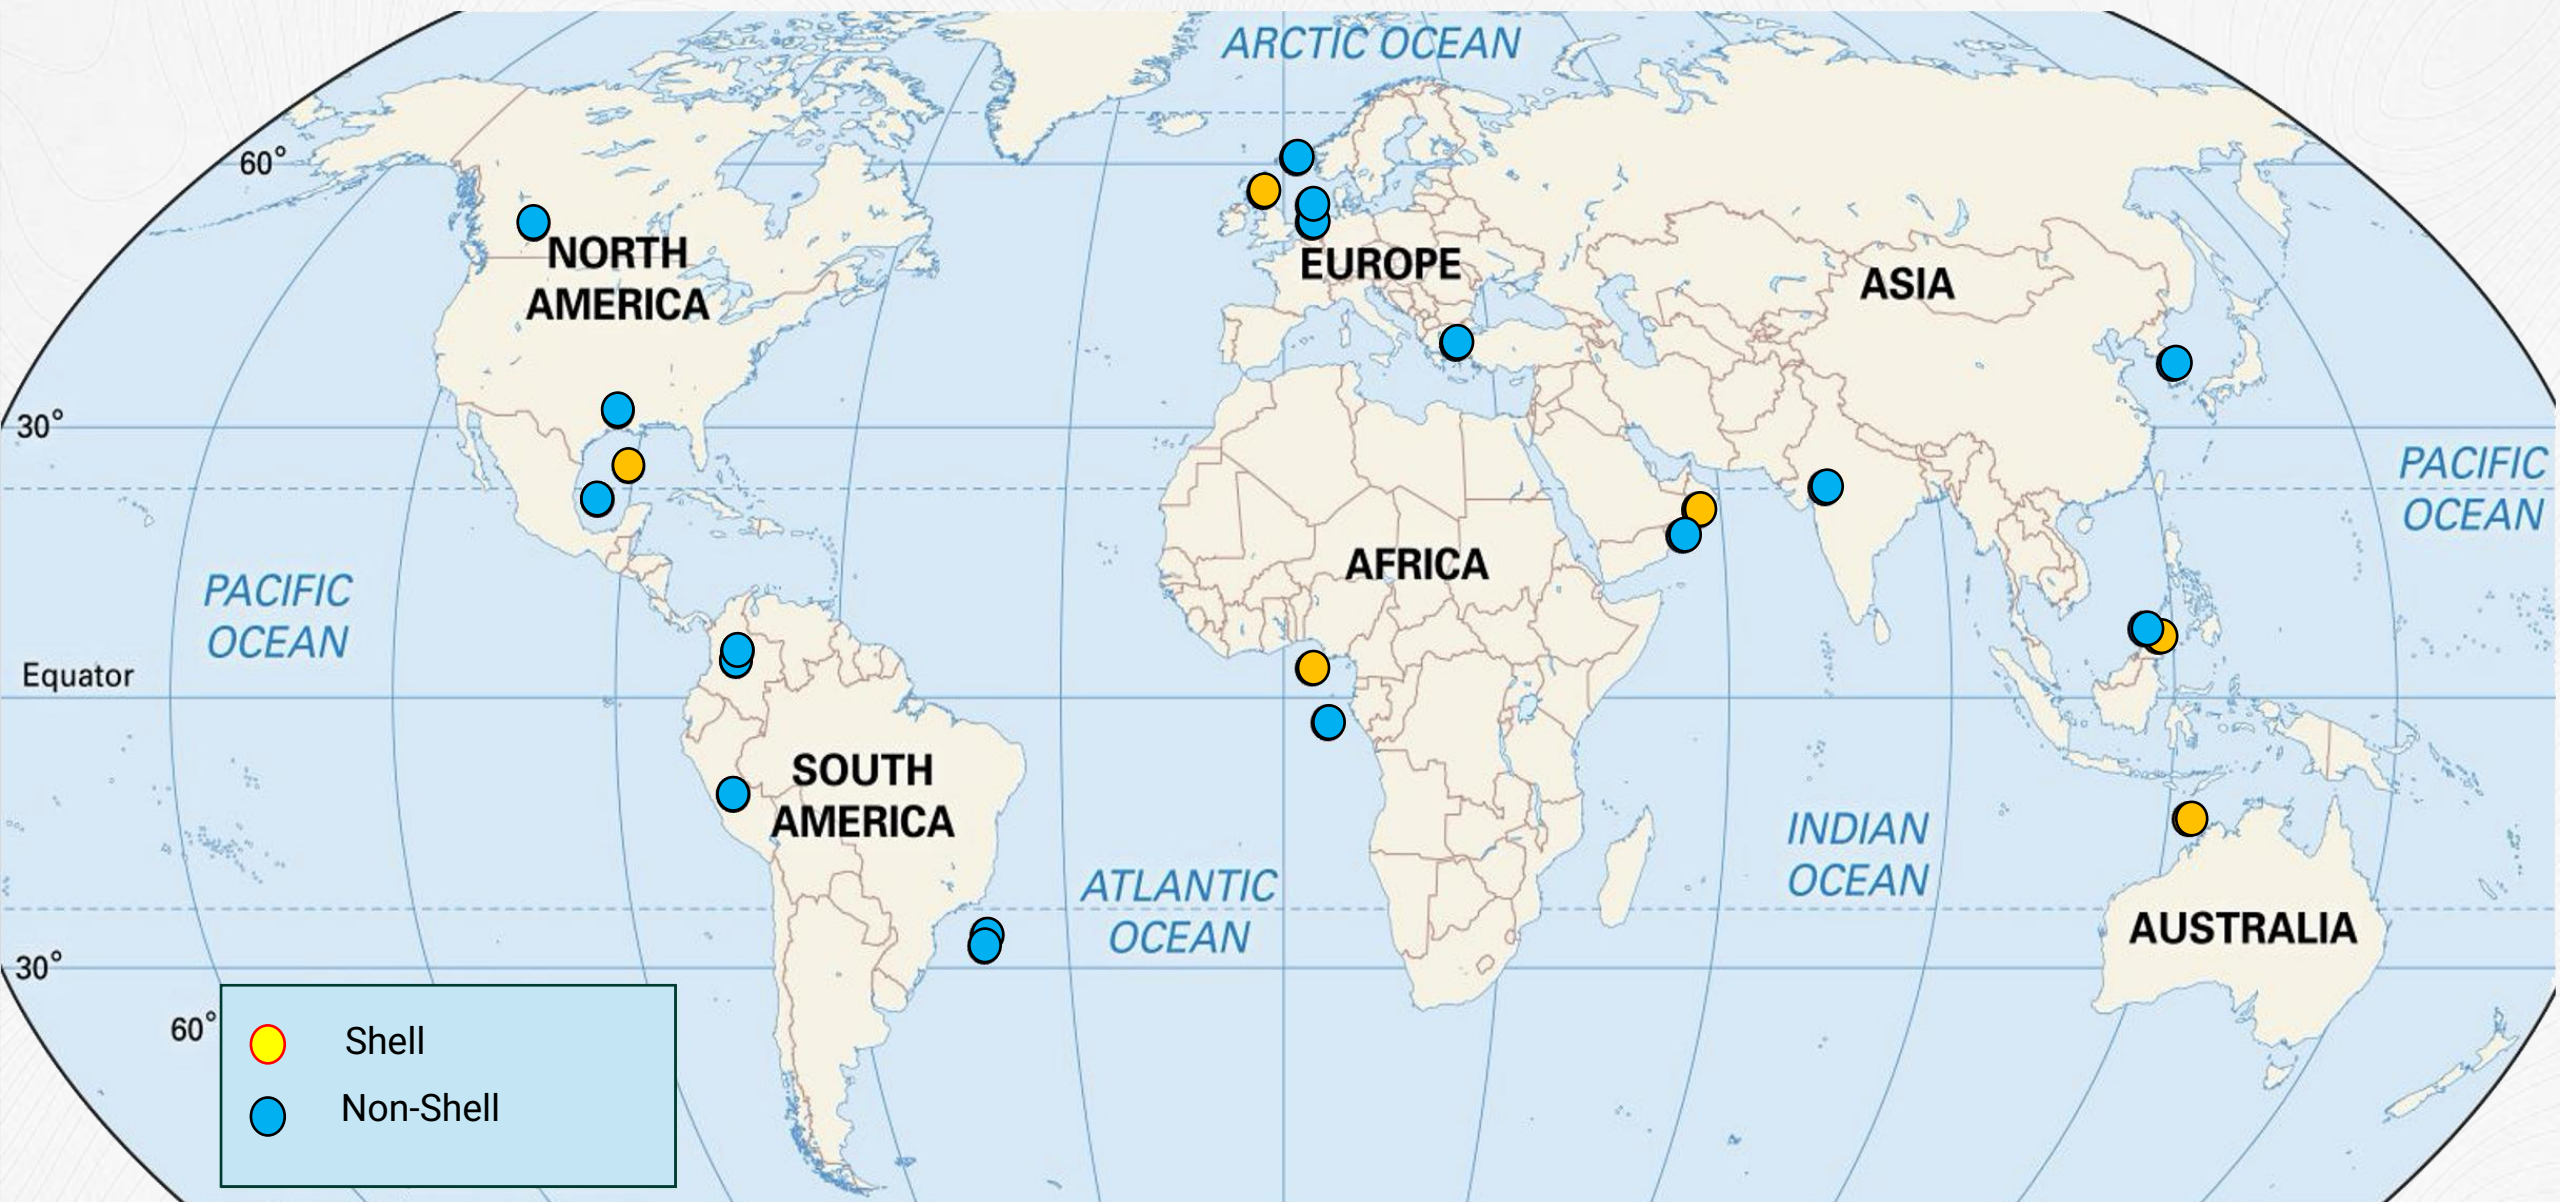 ARCTIC OCEAN
60°
NORTH
AMERICA
EUROPE
ASIA
30°
PACIFIC
OCEAN
AFRICA
PACIFIC
OCEAN
Equator
SOUTH
AMERICA
INDIAN
OCEAN
ATLANTIC
OCEAN
AUSTRALIA
30°
60°
Shell
Non-Shell